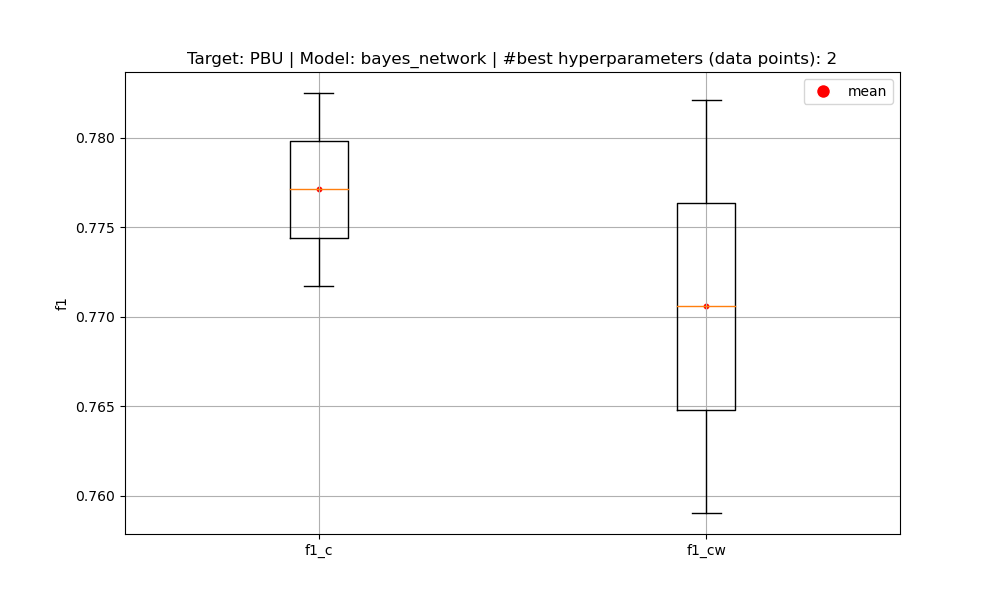 Target: PBU | Model: bayes_network | #best hyperparameters (data points): 2
mean
0.780
0.775
0.770
0.765
0.760
f1
f1_c
f1_cw